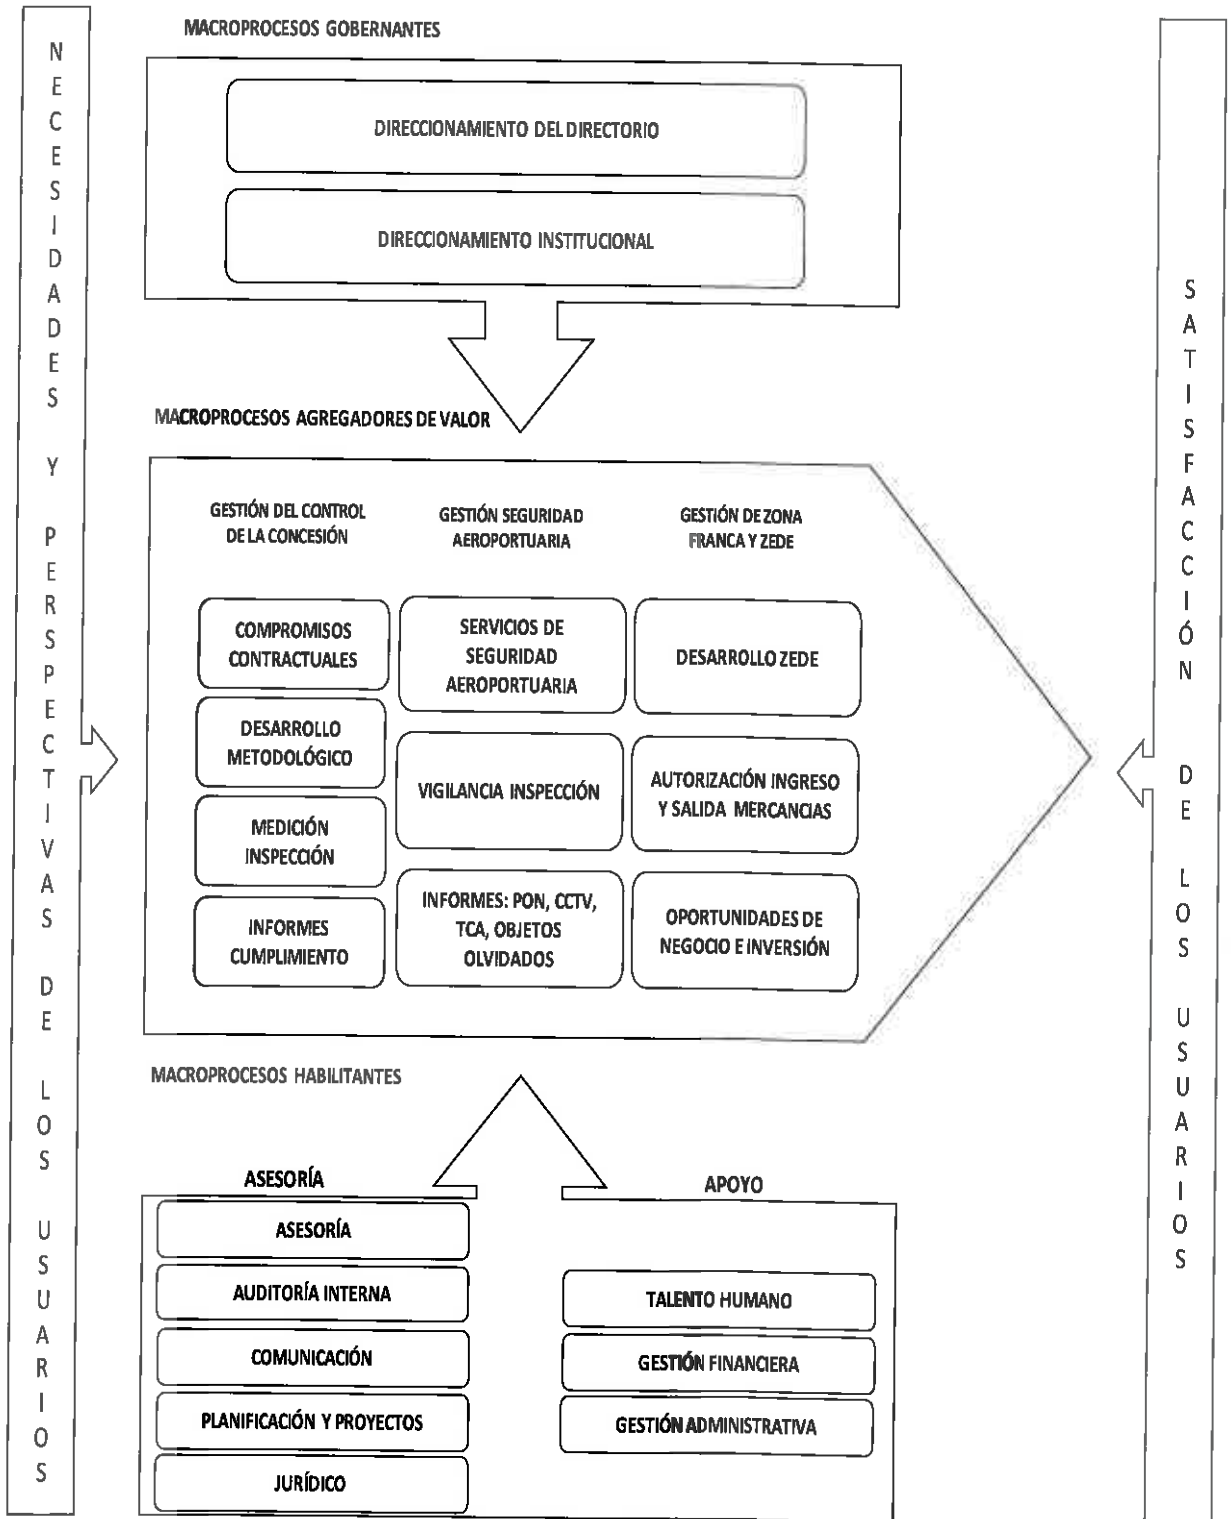 MACROPROCESOS GOBERNANTES
DIRECCIONAMIENTO DEL DIRECTORIO
DIRECCIONAMIENTO INSTITUCIONAL
NECESIDADES Y PERSPECTIVAS DE LOS USUARIOS
MACROPROCESOS AGREGADORES DE VALOR
GESTIÓN DEL CONTROL
DE LA CONCESIÓN
COMPROMISOS
CONTRACTUALES
DESARROLLO
METODOLÓGICO
MEDICIÓN
INSPECCIÓN
INFORMES
CUMPLIMIENTO
GESTIÓN SEGURIDAD
AEROPORTUARIA
SERVICIOS DE
SEGURIDAD
AEROPORTUARIA
VIGILANCIA INSPECCIÓN
INFORMES: PON, CCTV,
TCA, OBJETOS
OLVIDADOS
GESTIÓN DE ZONA
FRANCA Y ZEDE
DESARROLLO ZEDE
AUTORIZACIÓN INGRESO
Y SALIDA MERCANCIAS
OPORTUNIDADES DE
NEGOCIO E INVERSIÓN
SATISFACCIÓN DE LOS USUARIOS
MACROPROCESOS HABILITANTES
ASESORÍA
ASESORÍA
AUDITORÍA INTERNA
COMUNICACIÓN
PLANIFICACIÓN Y PROYECTOS
JURÍDICO
APOYO
TALENTO HUMANO
GESTIÓN FINANCIERA
GESTIÓN ADMINISTRATIVA